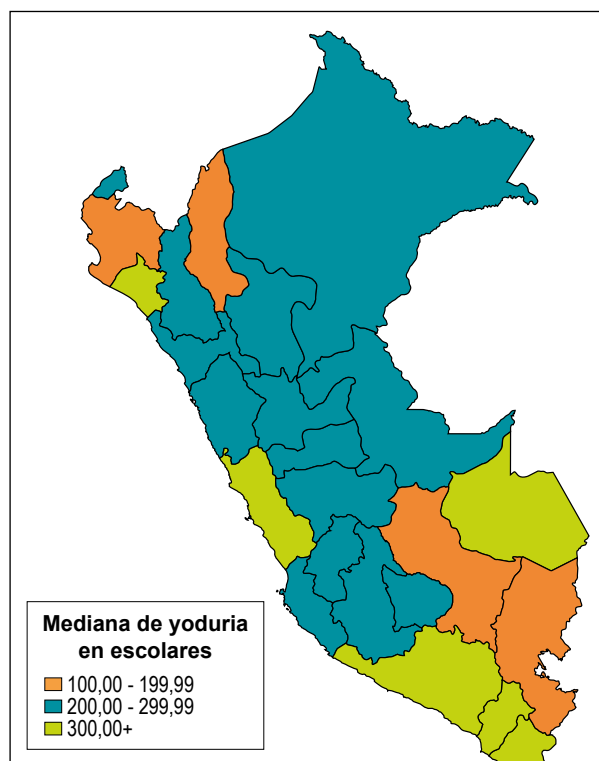 Mediana de yoduria
en escolares
100,00 - 199,99
200,00 - 299,99
300,00+